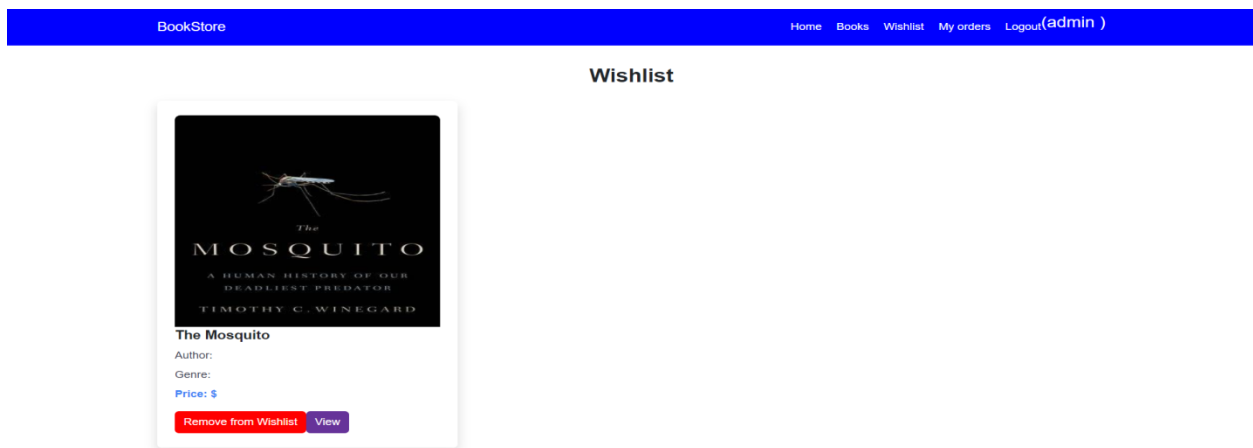 BookStore Home Books Wishlist My orders Logout(admin )
Wishlist
The
MOSQUITO
A HUMAN HISTORY OF OUR
DEADLIEST PREDATOR
TIMOTHY C. WINEGARD
The Mosquito
Author:
Genre:
Price: $
Remove from Wishlist View